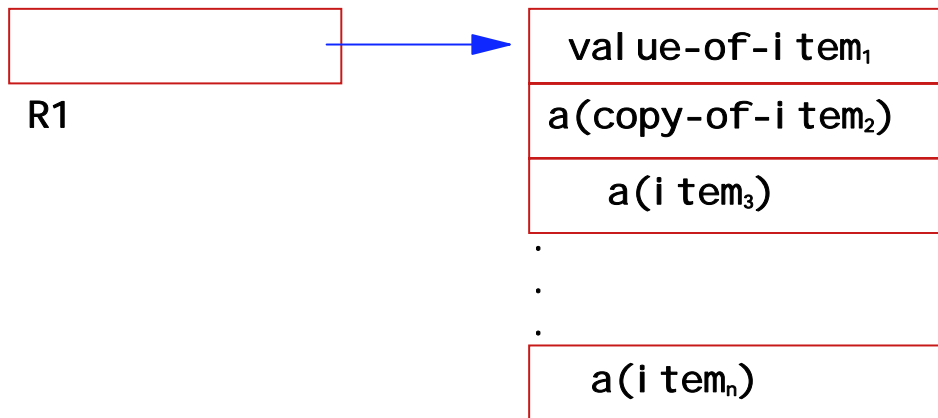 value-of-item₁
R1
a(copy-of-item₂)
a(item₃)
.
.
.
a(itemₙ)